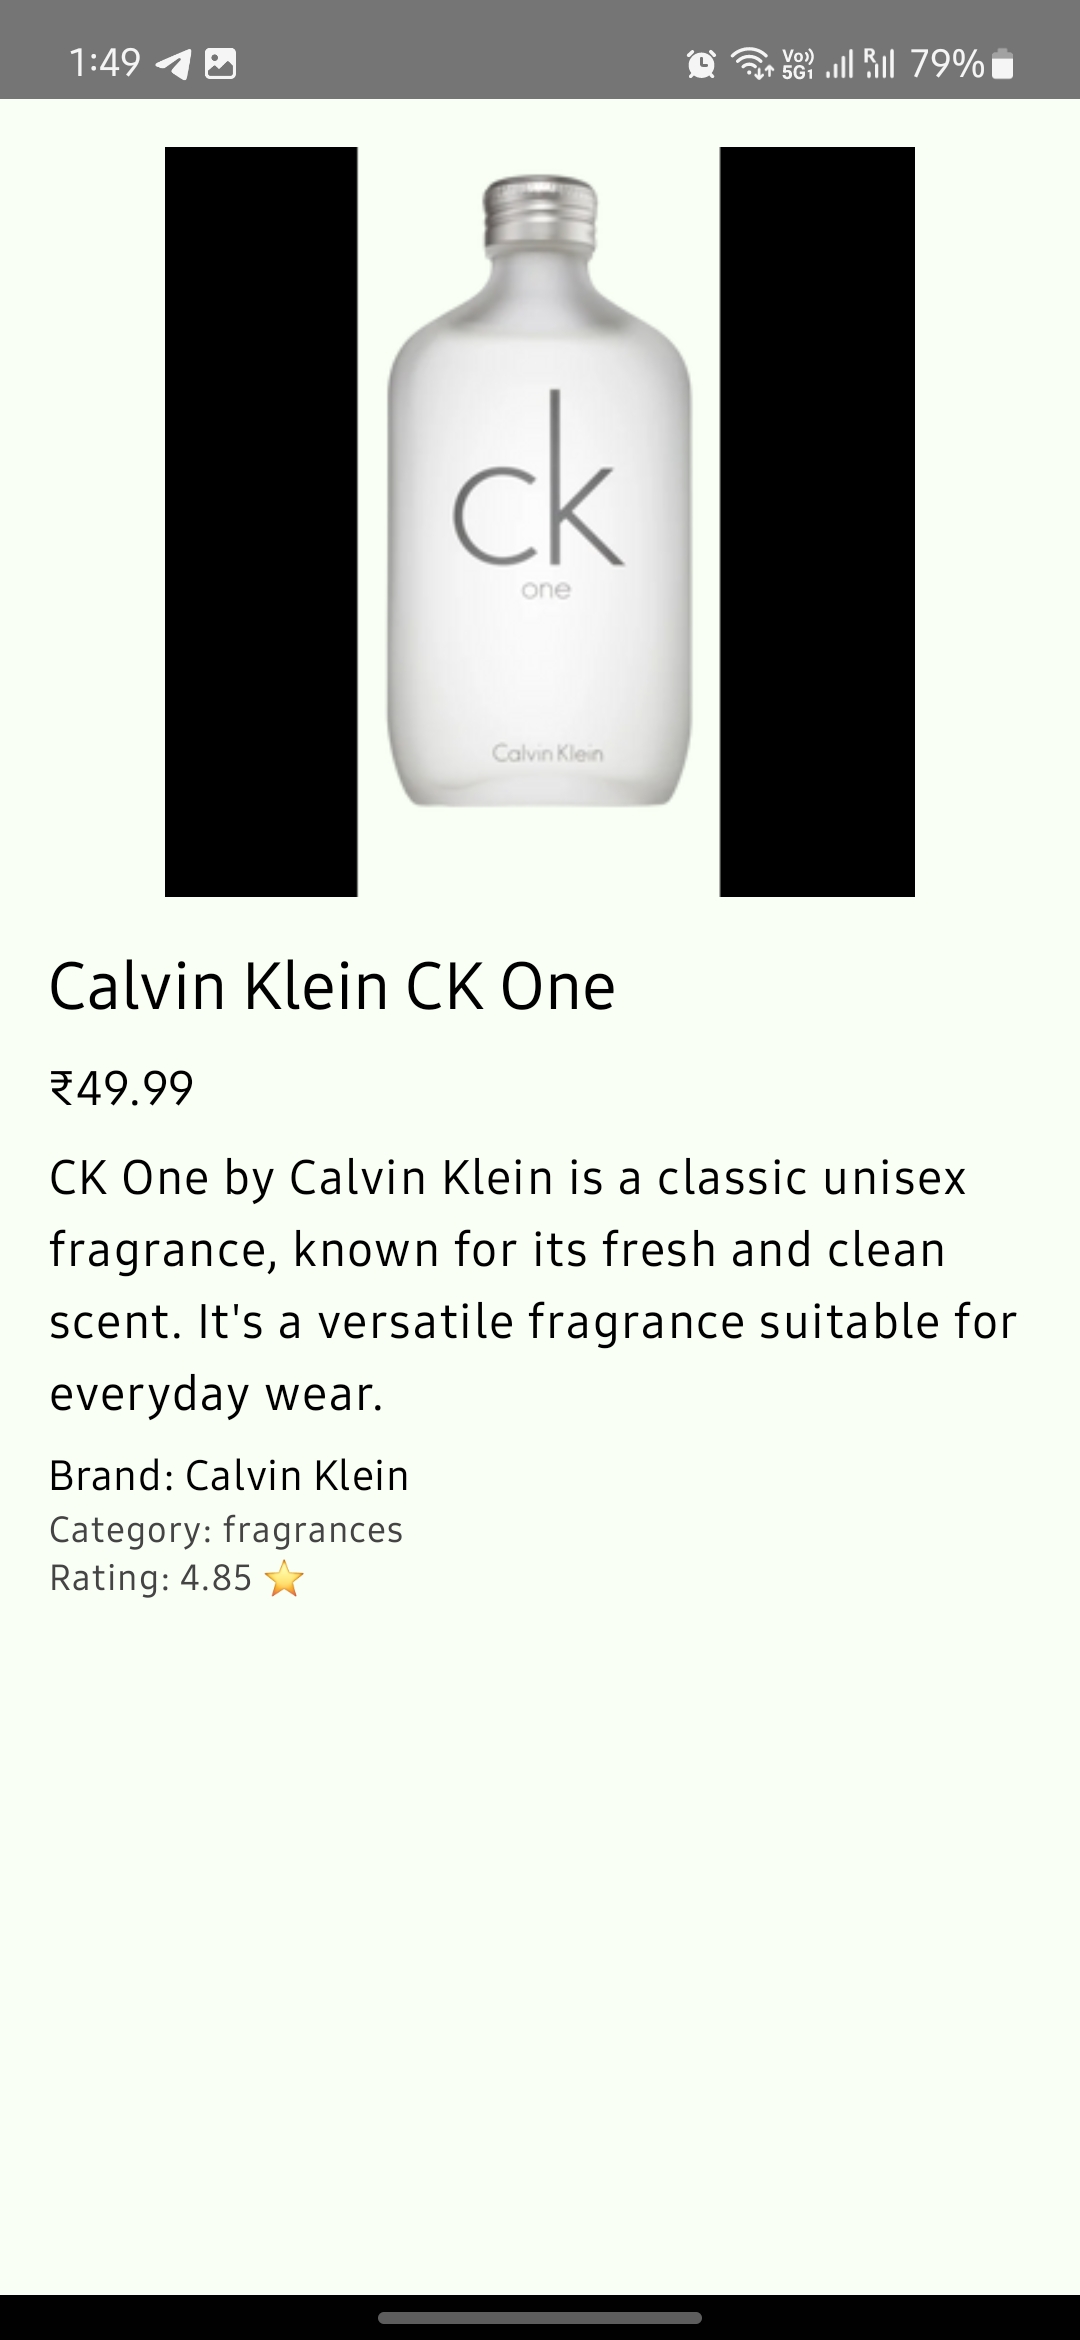 1:49 Vo)) 5G1 R 79%
ck
one
Calvin Klein
Calvin Klein CK One
₹49.99
CK One by Calvin Klein is a classic unisex
fragrance, known for its fresh and clean
scent. It's a versatile fragrance suitable for
everyday wear.
Brand: Calvin Klein
Category: fragrances
Rating: 4.85 ⭐